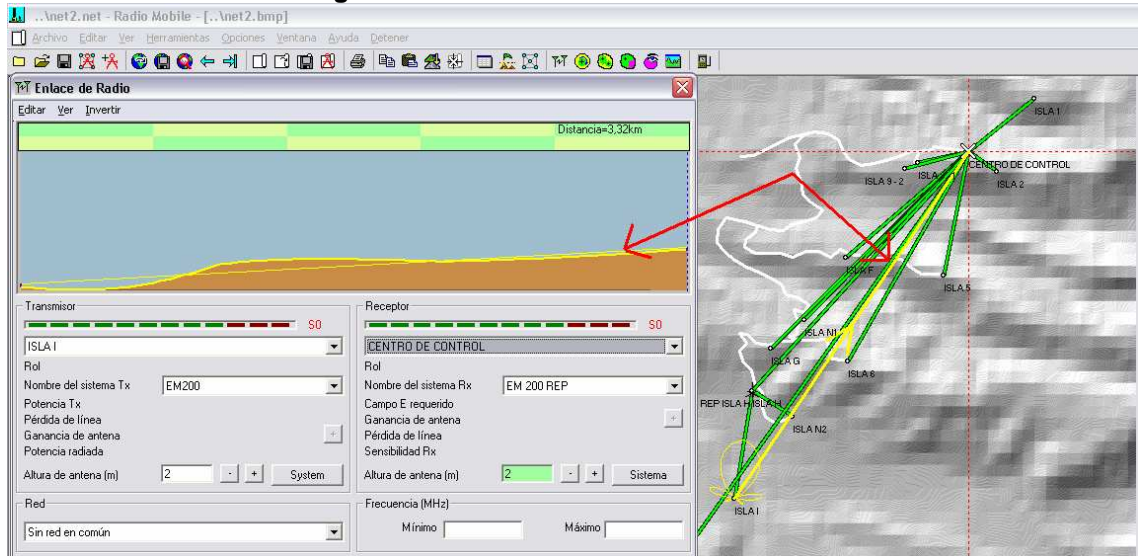 ..\net2.net - Radio Mobile - [..\net2.bmp]
Archivo Editar Ver Herramientas Opciones Ventana Ayuda Detener
Enlace de Radio
Editar Ver Invertir
Distancia=3,32km
Transmisor
S0
ISLA I
Rol
Nombre del sistema Tx EM200
Potencia Tx
Pérdida de línea
Ganancia de antena
Potencia radiada
Altura de antena (m) 2 - + System
Red
Sin red en común
Receptor
S0
CENTRO DE CONTROL
Rol
Nombre del sistema Rx EM 200 REP
Campo E requerido
Ganancia de antena
Pérdida de línea
Sensibilidad Rx
Altura de antena (m) 2 - + Sistema
Frecuencia (MHz)
Mínimo Máximo
ISLA 1
CENTRO DE CONTROL
ISLA 9 - 2
ISLA
ISLA 2
ISLA F
ISLA 5
ISLA N1
ISLA G
ISLA 6
REP ISLA H ISLA H
ISLA N2
ISLA I